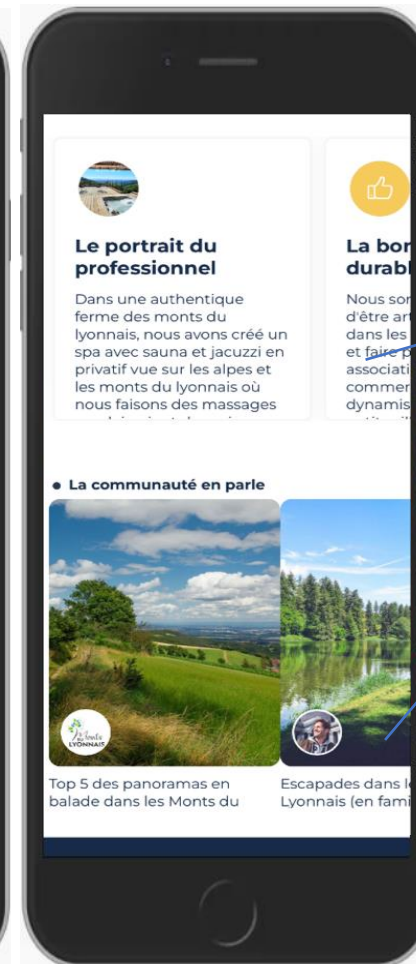 Le portrait du
professionnel
Dans une authentique
ferme des monts du
lyonnais, nous avons créé un
spa avec sauna et jacuzzi en
privatif vue sur les alpes et
les monts du lyonnais où
nous faisons des massages
La bor
durabl
Nous sor
d'être art
dans les
et faire p
associati
commer
dynamis
• La communauté en parle
Monts
LYONNAIS
Top 5 des panoramas en
balade dans les Monts du
Escapades dans le
Lyonnais (en fami